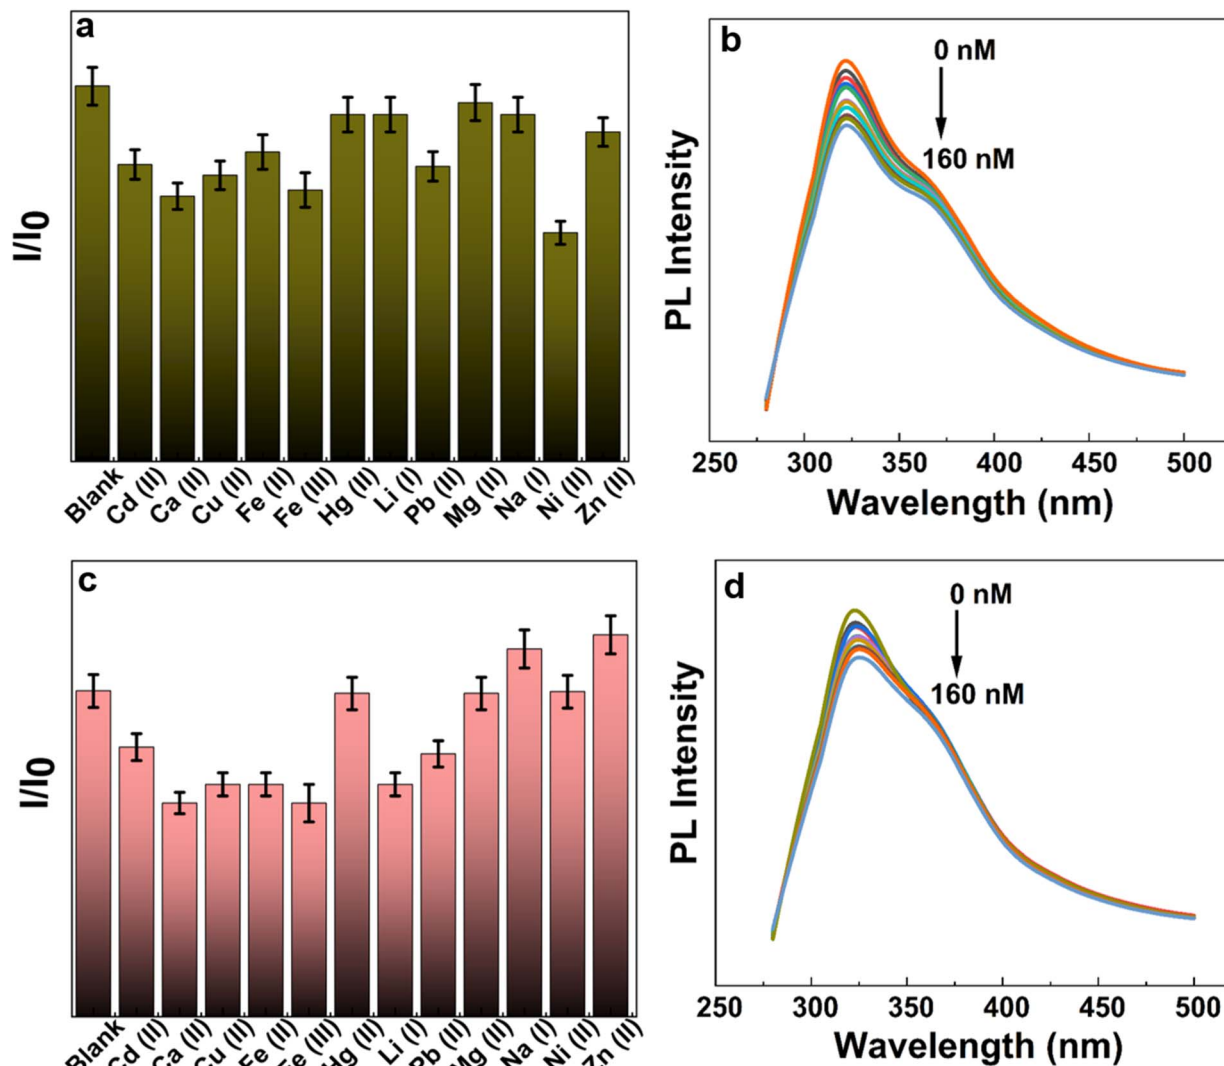 a
I/I0
Blank
Cd (II)
Ca (II)
Cu (II)
Fe (II)
Fe (III)
Hg (II)
Li (I)
Pb (II)
Mg (II)
Na (I)
Ni (II)
Zn (II)
b
0 nM
160 nM
PL Intensity
250 300 350 400 450 500
Wavelength (nm)
c
I/I0
Blank
Cd (II)
Ca (II)
Cu (II)
Fe (II)
Fe (III)
Hg (II)
Li (I)
Pb (II)
Mg (II)
Na (I)
Ni (II)
Zn (II)
d
0 nM
160 nM
PL Intensity
250 300 350 400 450 500
Wavelength (nm)